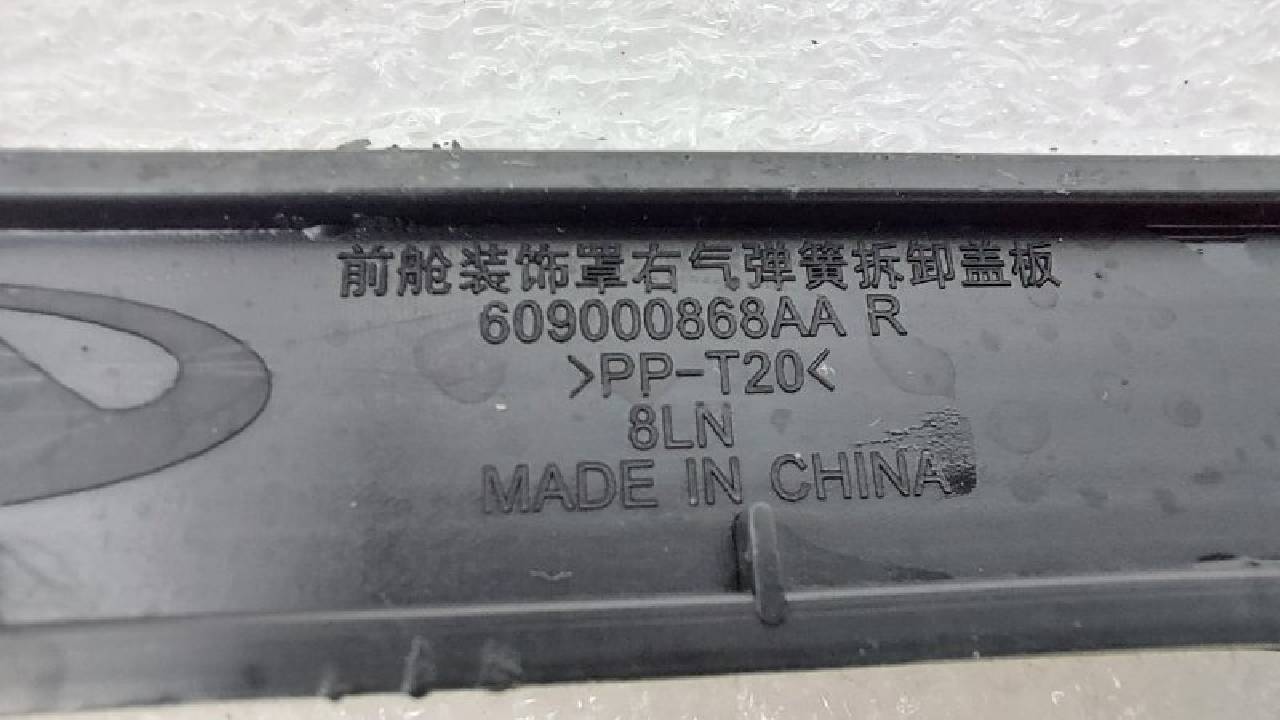 前舱装饰罩右气弹簧拆卸盖板
609000868AA R
>PP-T20<
8LN
MADE IN CHINA